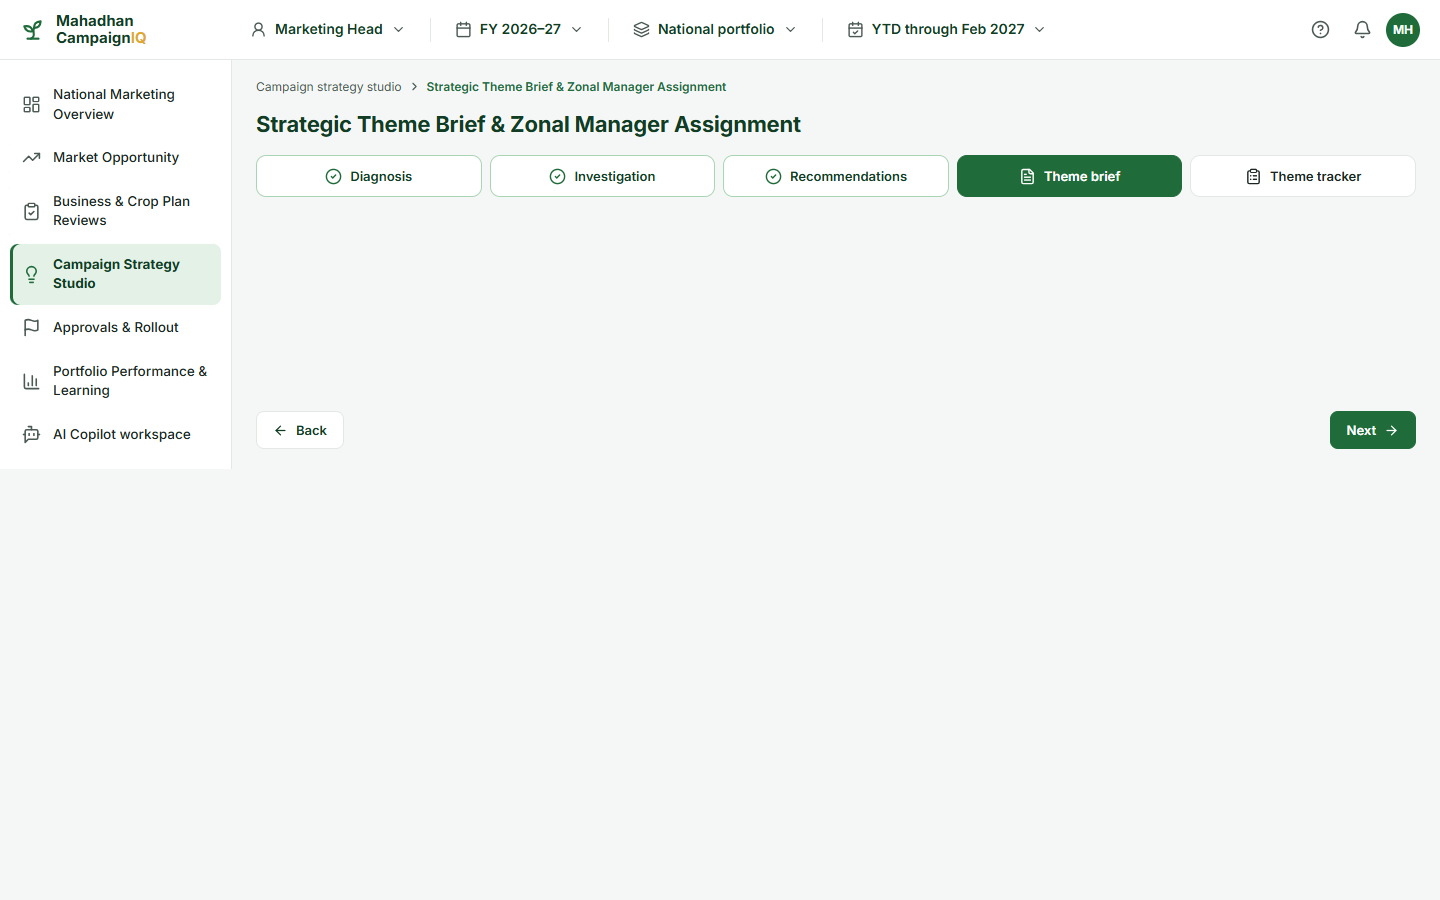 Mahadhan
CampaignIQ
Marketing Head
FY 2026–27
National portfolio
YTD through Feb 2027
MH
National Marketing
Overview
Market Opportunity
Business & Crop Plan
Reviews
Campaign Strategy
Studio
Approvals & Rollout
Portfolio Performance &
Learning
AI Copilot workspace
Campaign strategy studio > Strategic Theme Brief & Zonal Manager Assignment
Strategic Theme Brief & Zonal Manager Assignment
Diagnosis
Investigation
Recommendations
Theme brief
Theme tracker
Back
Next